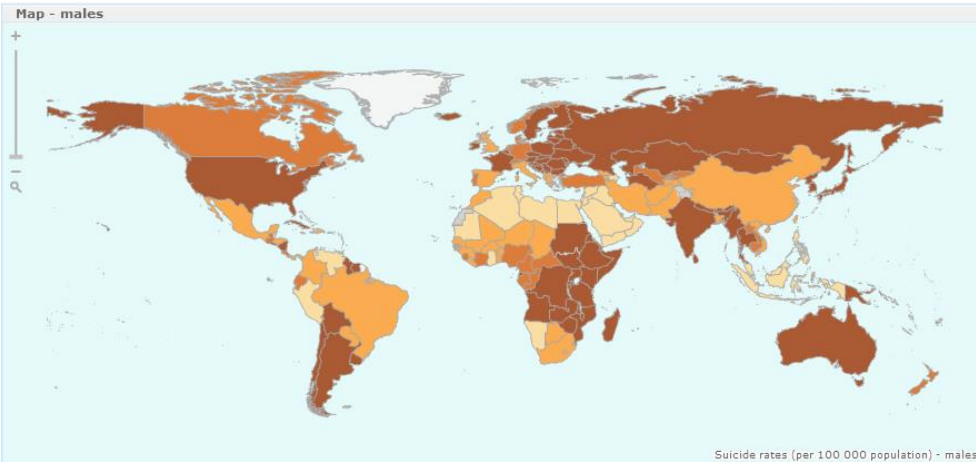 Map - males
Suicide rates (per 100 000 population) - males